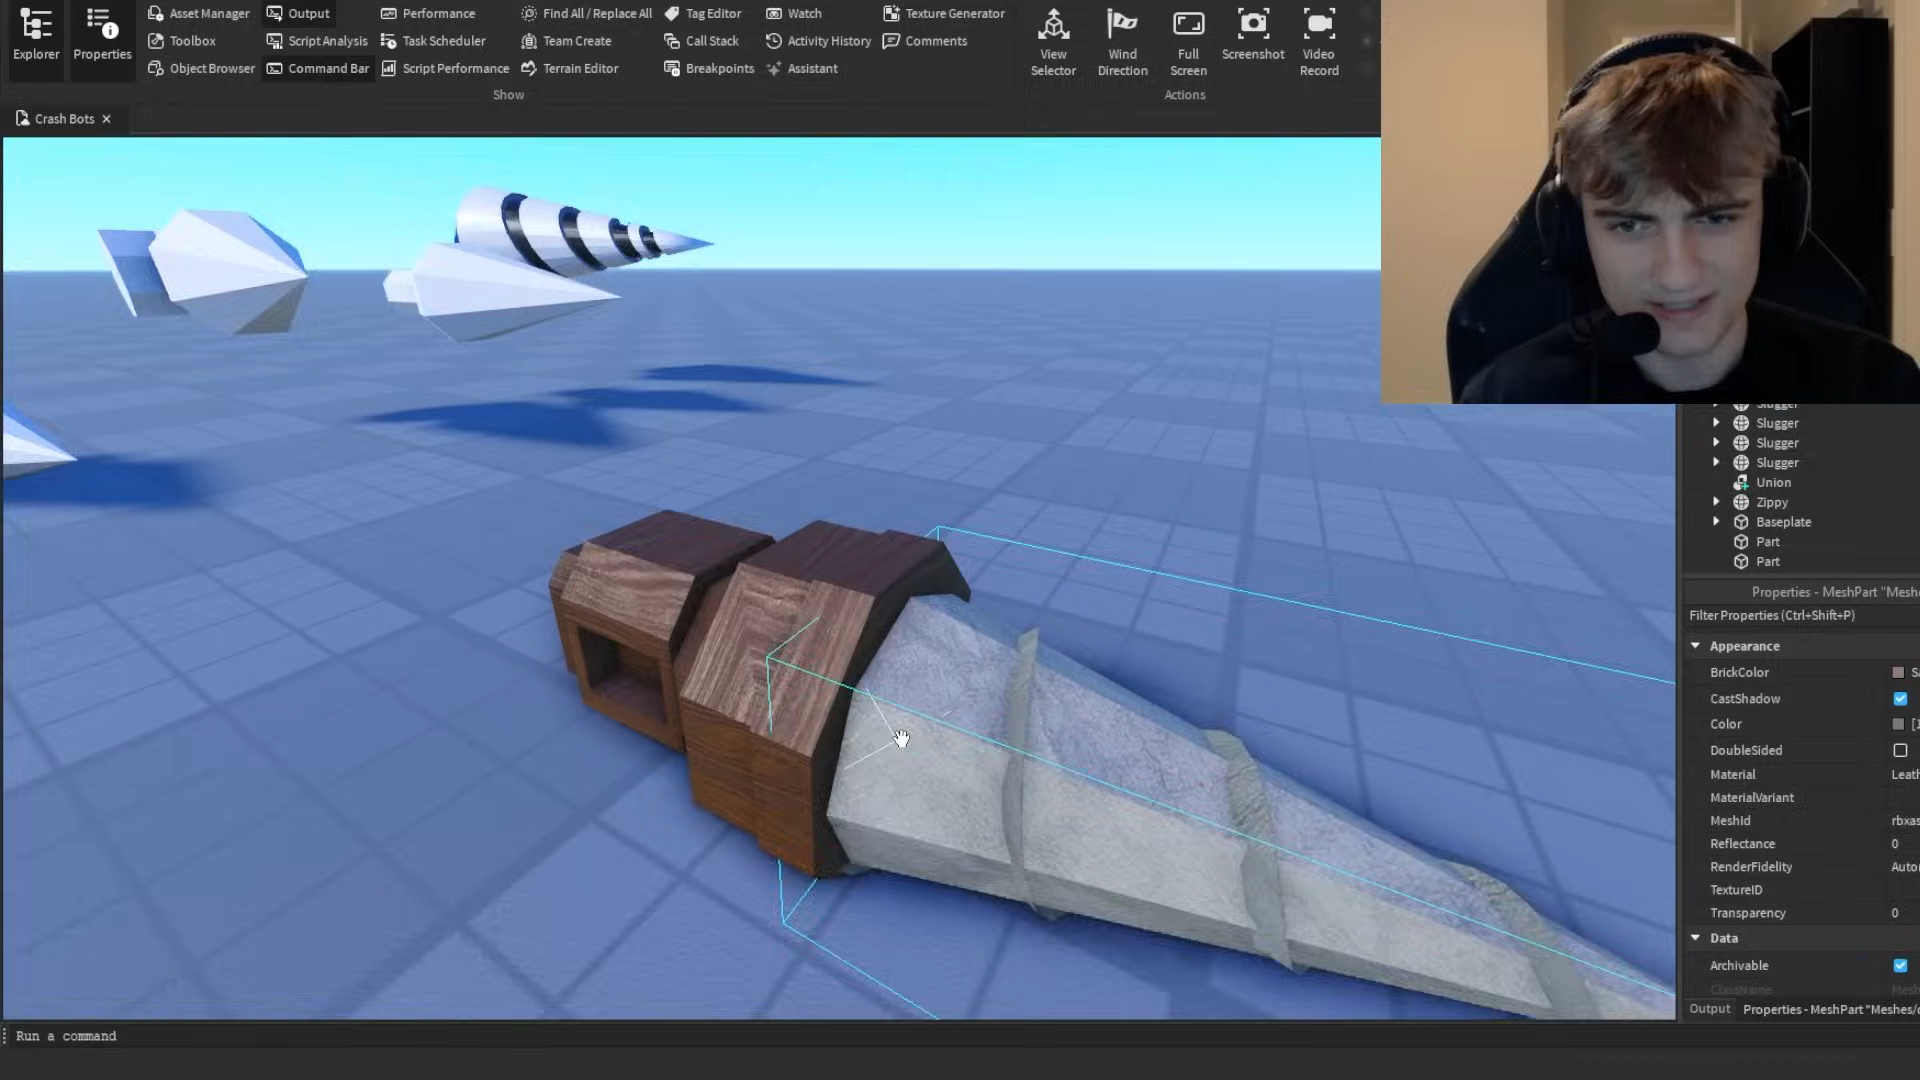 Explorer
Properties
Asset Manager
Toolbox
Object Browser
Output
Script Analysis
Command Bar
Performance
Task Scheduler
Script Performance
Find All / Replace All
Team Create
Terrain Editor
Tag Editor
Call Stack
Breakpoints
Watch
Activity History
Assistant
Texture Generator
Comments
Show
View
Selector
Wind
Direction
Full
Screen
Screenshot
Video
Record
Actions
Crash Bots
Slugger
Slugger
Slugger
Slugger
Union
Zippy
Baseplate
Part
Part
Properties - MeshPart "Meshe
Filter Properties (Ctrl+Shift+P)
Appearance
BrickColor
CastShadow
Color
DoubleSided
Material Leath
MaterialVariant
MeshId rbxas
Reflectance 0
RenderFidelity Auto
TextureID
Transparency 0
Data
Archivable
ClassName Mesh
Output Properties - MeshPart "Meshes/
Run a command